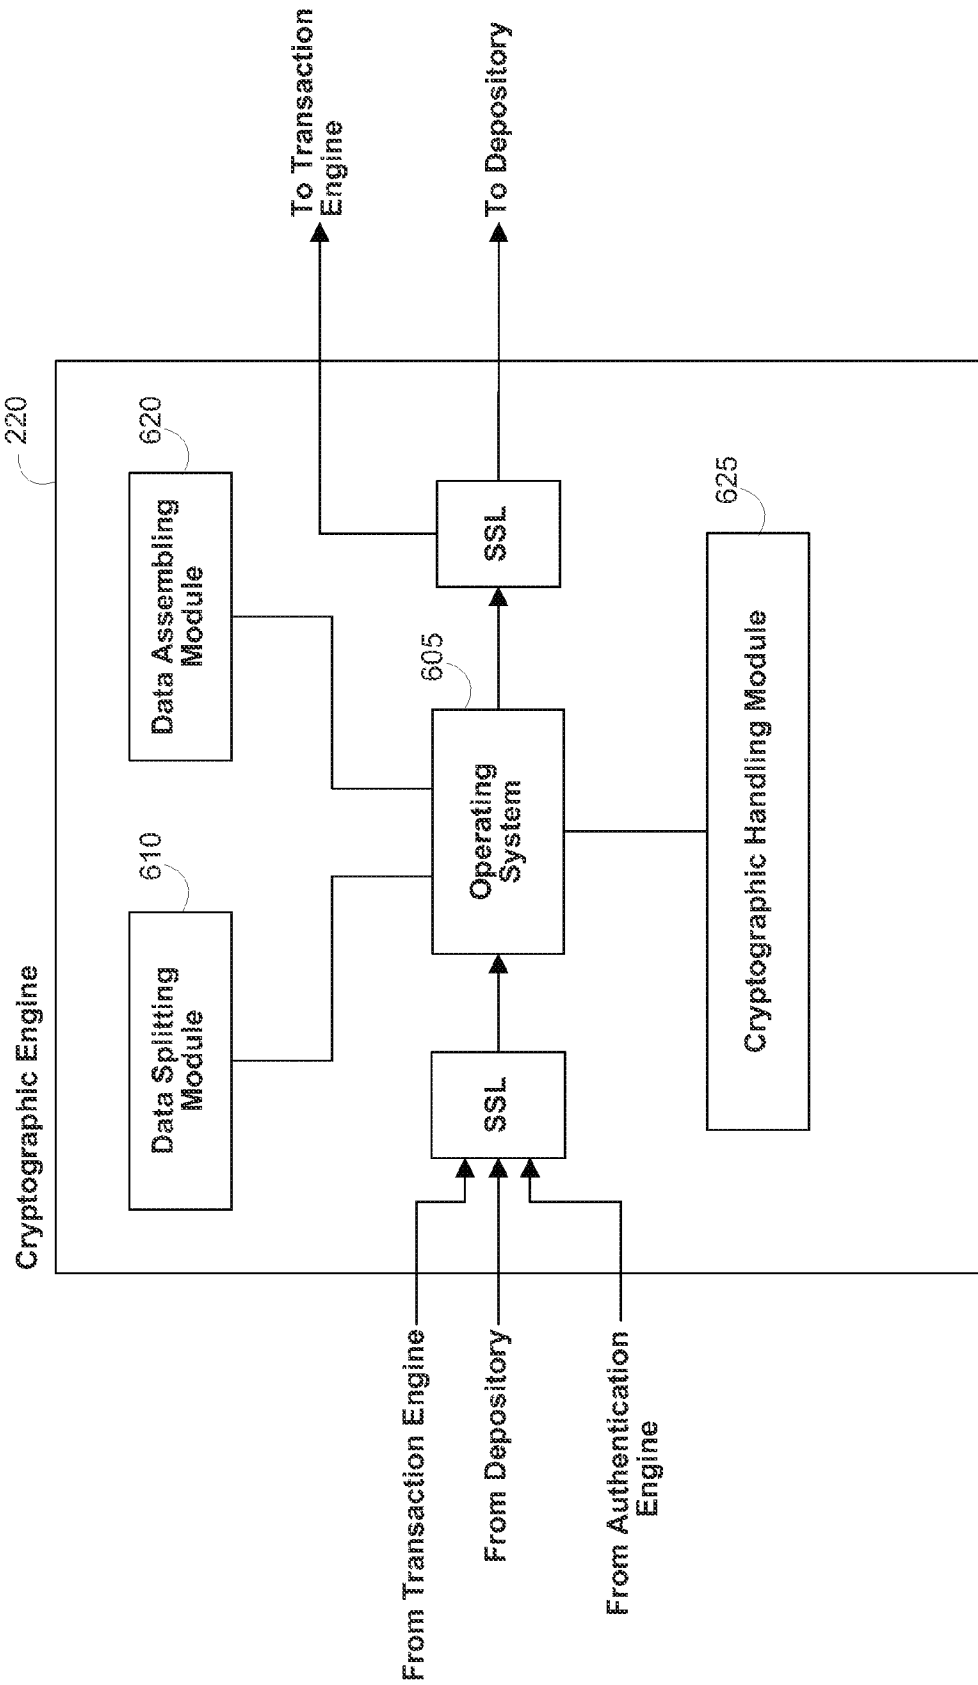 Cryptographic Engine
220
Data Splitting
Module
610
Data Assembling
Module
620
From Transaction Engine
From Depository
From Authentication
Engine
SSL
Operating
System
605
SSL
To Transaction
Engine
To Depository
Cryptographic Handling Module
625